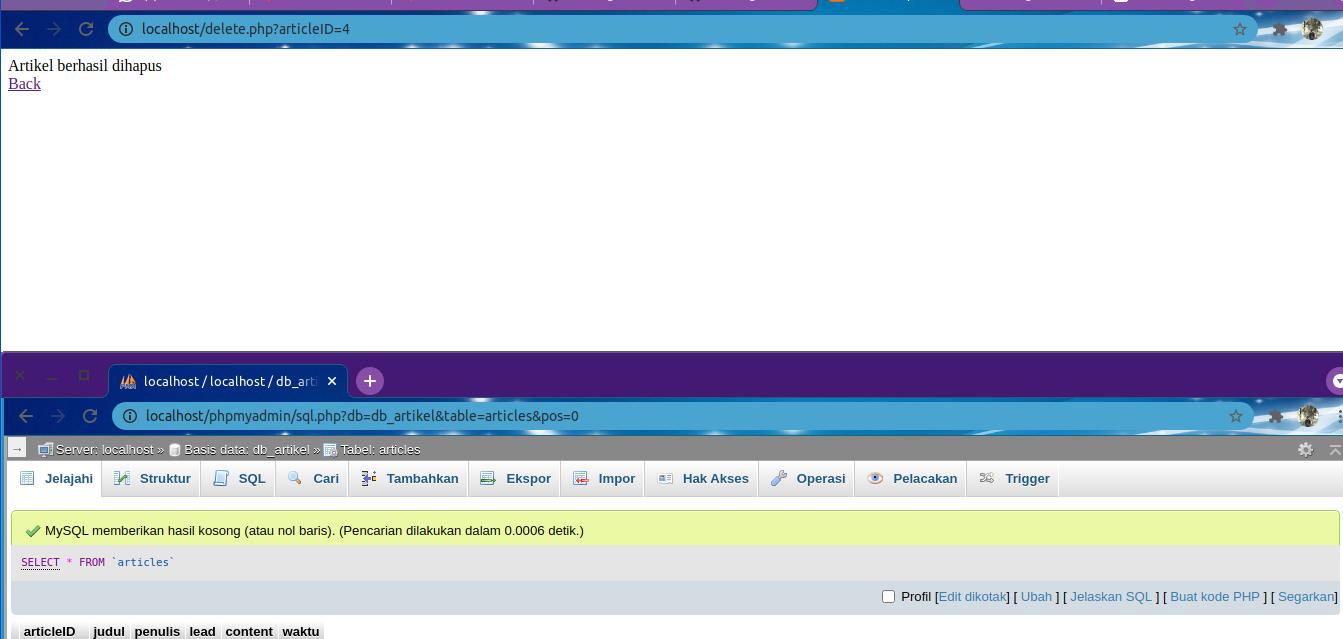 localhost/delete.php?articleID=4
Artikel berhasil dihapus
Back
localhost / localhost / db_arti
localhost/phpmyadmin/sql.php?db=db_artikel&table=articles&pos=0
Server: localhost » Basis data: db_artikel » Tabel: articles
Jelajahi Struktur SQL Cari Tambahkan Ekspor Impor Hak Akses Operasi Pelacakan Trigger
MySQL memberikan hasil kosong (atau nol baris). (Pencarian dilakukan dalam 0.0006 detik.)
SELECT * FROM `articles`
Profil [Edit dikotak] [ Ubah ] [ Jelaskan SQL ] [ Buat kode PHP ] [ Segarkan]
articleID judul penulis lead content waktu